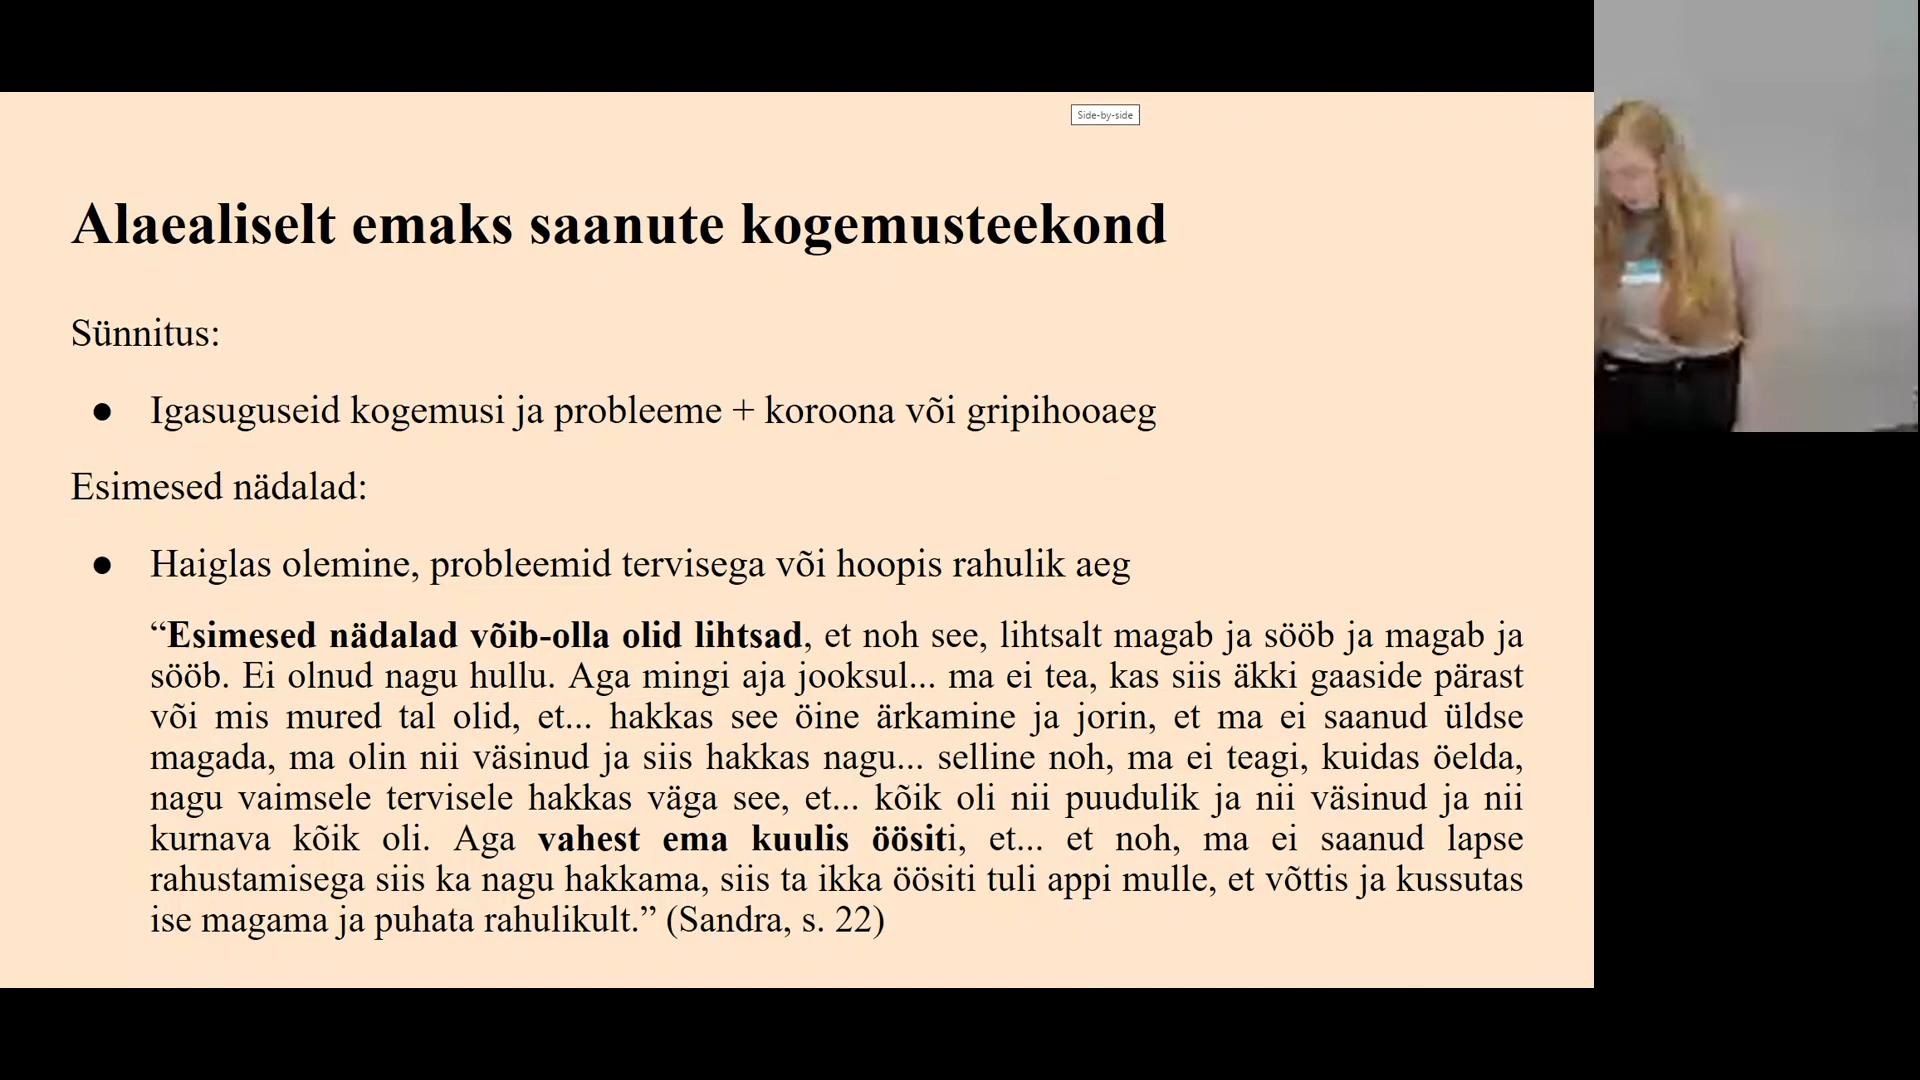 Side-by-side
Alaealiselt emaks saanute kogemusteekond
Sünnitus:
● Igasuguseid kogemusi ja probleeme + koroona või gripihooaeg
Esimesed nädalad:
● Haiglas olemine, probleemid tervisega või hoopis rahulik aeg
“Esimesed nädalad võib-olla olid lihtsad, et noh see, lihtsalt magab ja sööb ja magab ja
sööb. Ei olnud nagu hullu. Aga mingi aja jooksul... ma ei tea, kas siis äkki gaaside pärast
või mis mured tal olid, et... hakkas see öine ärkamine ja jorin, et ma ei saanud üldse
magada, ma olin nii väsinud ja siis hakkas nagu... selline noh, ma ei teagi, kuidas öelda,
nagu vaimsele tervisele hakkas väga see, et... kõik oli nii puudulik ja nii väsinud ja nii
kurnava kõik oli. Aga vahest ema kuulis öösiti, et... et noh, ma ei saanud lapse
rahustamisega siis ka nagu hakkama, siis ta ikka öösiti tuli appi mulle, et võttis ja kussutas
ise magama ja puhata rahulikult.” (Sandra, s. 22)